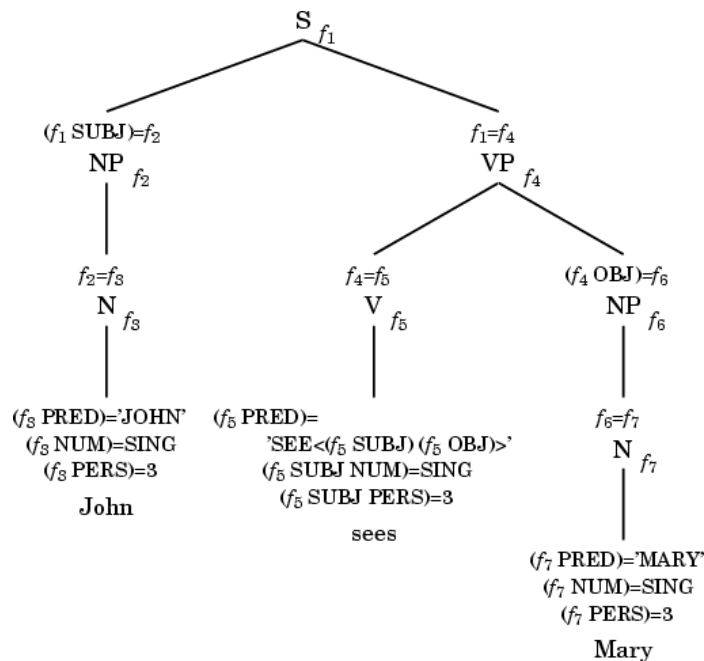 S f₁
(f₁ SUBJ)=f₂
NP f₂
f₁=f₄
VP f₄
f₂=f₃
N f₃
f₄=f₅
V f₅
(f₄ OBJ)=f₆
NP f₆
(f₃ PRED)='JOHN'
(f₃ NUM)=SING
(f₃ PERS)=3
John
(f₅ PRED)=
'SEE<(f₅ SUBJ) (f₅ OBJ)>'
(f₅ SUBJ NUM)=SING
(f₅ SUBJ PERS)=3
sees
f₆=f₇
N f₇
(f₇ PRED)='MARY'
(f₇ NUM)=SING
(f₇ PERS)=3
Mary